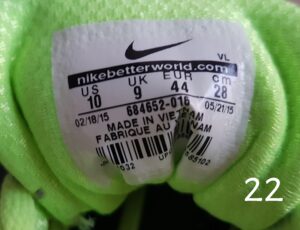 VL
nikebetterworld.com
US UK EUR cm
10 9 44 28
684652-016
02/18/15 05/21/15
MADE IN VIETNAM
FABRIQUE AU
22